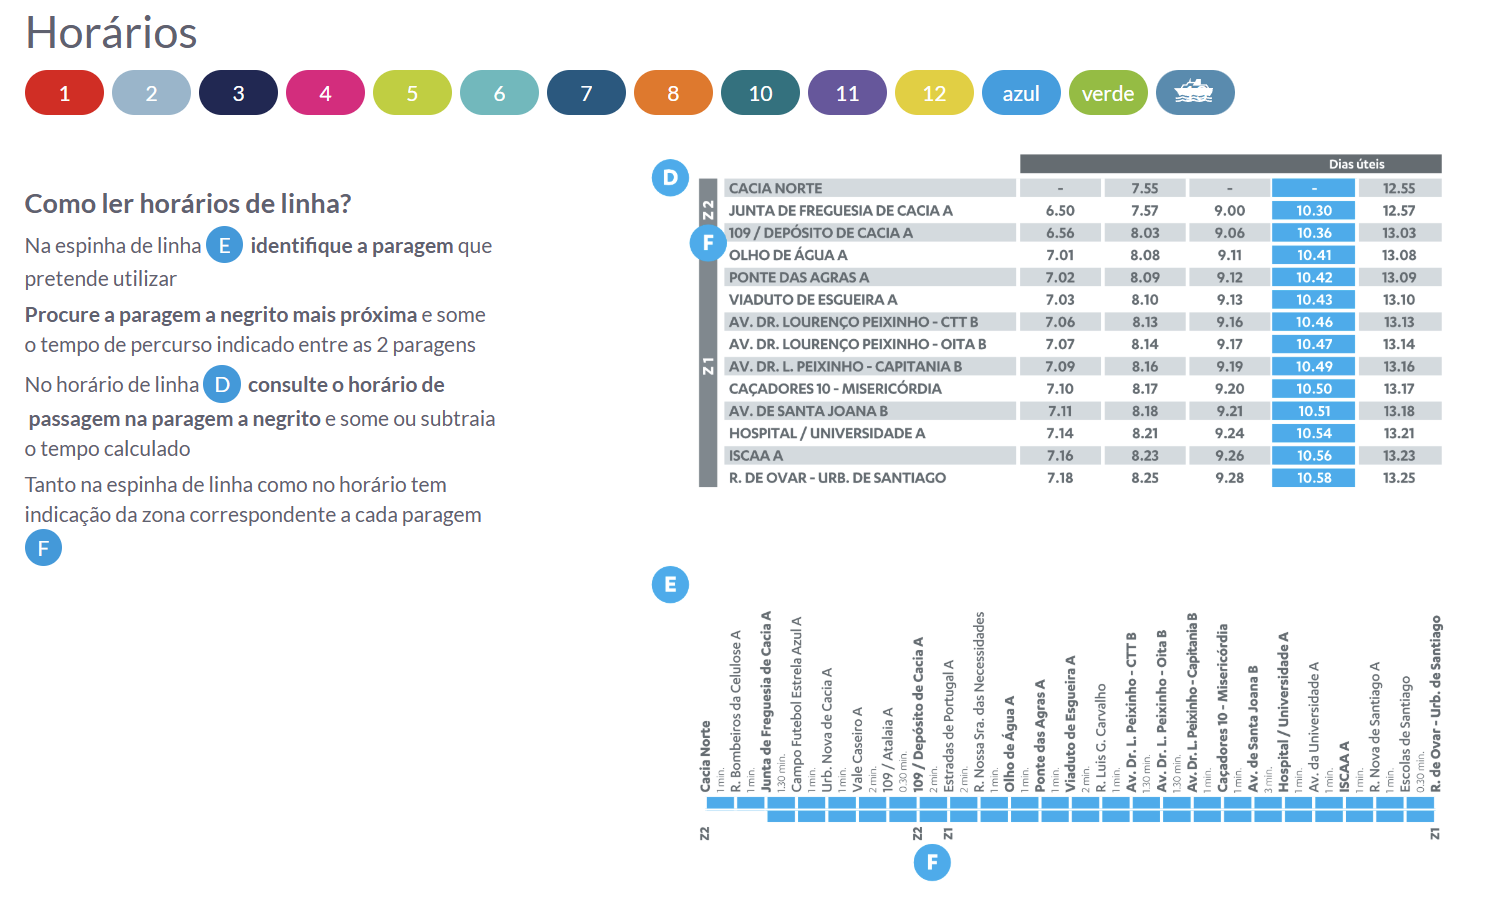 Horários
1 2 3 4 5 6 7 8 10 11 12 azul verde
Como ler horários de linha?
Na espinha de linha E identifique a paragem que
pretende utilizar
Procure a paragem a negrito mais próxima e some
o tempo de percurso indicado entre as 2 paragens
No horário de linha D consulte o horário de
passagem na paragem a negrito e some ou subtraia
o tempo calculado
Tanto na espinha de linha como no horário tem
indicação da zona correspondente a cada paragem
F
D
Dias úteis
Z 2
F
Z 1
CACIA NORTE - 7.55 - - 12.55
JUNTA DE FREGUESIA DE CACIA A 6.50 7.57 9.00 10.30 12.57
109 / DEPÓSITO DE CACIA A 6.56 8.03 9.06 10.36 13.03
OLHO DE ÁGUA A 7.01 8.08 9.11 10.41 13.08
PONTE DAS AGRAS A 7.02 8.09 9.12 10.42 13.09
VIADUTO DE ESGUEIRA A 7.03 8.10 9.13 10.43 13.10
AV. DR. LOURENÇO PEIXINHO - CTT B 7.06 8.13 9.16 10.46 13.13
AV. DR. LOURENÇO PEIXINHO - OITA B 7.07 8.14 9.17 10.47 13.14
AV. DR. L. PEIXINHO - CAPITANIA B 7.09 8.16 9.19 10.49 13.16
CAÇADORES 10 - MISERICÓRDIA 7.10 8.17 9.20 10.50 13.17
AV. DE SANTA JOANA B 7.11 8.18 9.21 10.51 13.18
HOSPITAL / UNIVERSIDADE A 7.14 8.21 9.24 10.54 13.21
ISCAA A 7.16 8.23 9.26 10.56 13.23
R. DE OVAR - URB. DE SANTIAGO 7.18 8.25 9.28 10.58 13.25
E
Cacia Norte
1 min.
R. Bombeiros da Celulose A
1 min.
Junta de Freguesia de Cacia A
1.30 min.
Campo Futebol Estrela Azul A
1 min.
Urb. Nova de Cacia A
1 min.
Vale Caseiro A
2 min.
109 / Atalaia A
0.30 min.
109 / Depósito de Cacia A
2 min.
Estradas de Portugal A
2 min.
R. Nossa Sra. das Necessidades
1 min.
Olho de Água A
1 min.
Ponte das Agras A
1 min.
Viaduto de Esgueira A
2 min.
R. Luis G. Carvalho
1 min.
Av. Dr. L. Peixinho - CTT B
1.30 min.
Av. Dr. L. Peixinho - Oita B
1.30 min.
Av. Dr. L. Peixinho - Capitania B
1 min.
Caçadores 10 - Misericórdia
1 min.
Av. de Santa Joana B
3 min.
Hospital / Universidade A
1 min.
Av. da Universidade A
1 min.
ISCAA A
1 min.
R. Nova de Santiago A
1 min.
Escolas de Santiago
0.30 min.
R. de Ovar - Urb. de Santiago
Z2
Z2
Z1
Z1
F